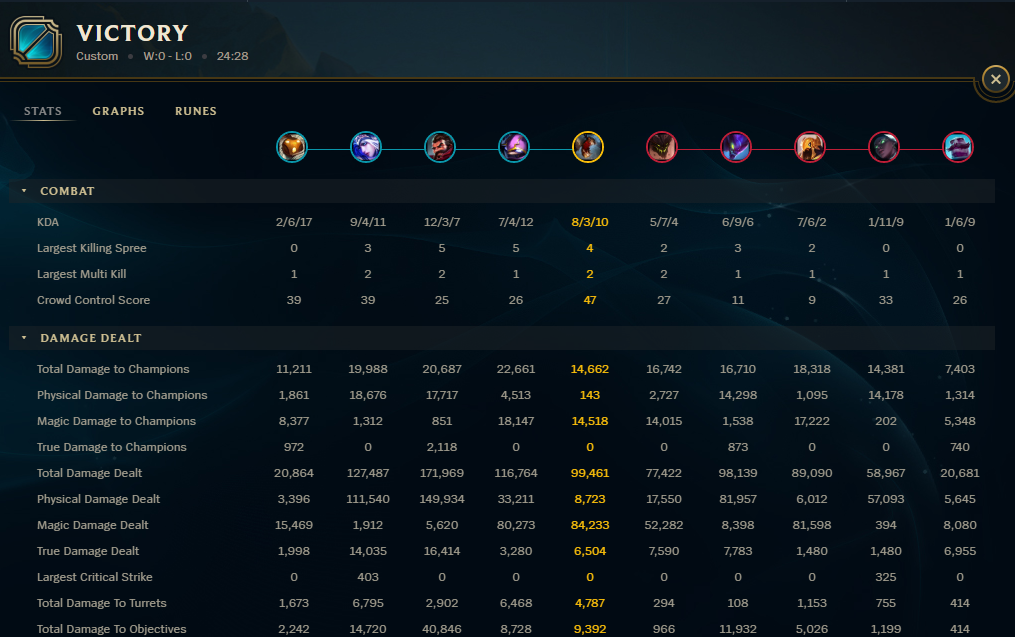 VICTORY
Custom • W:0 - L:0 • 24:28
STATS GRAPHS RUNES
COMBAT
KDA 2/6/17 9/4/11 12/3/7 7/4/12 8/3/10 5/7/4 6/9/6 7/6/2 1/11/9 1/6/9
Largest Killing Spree 0 3 5 5 4 2 3 2 0 0
Largest Multi Kill 1 2 2 1 2 2 1 1 1 1
Crowd Control Score 39 39 25 26 47 27 11 9 33 26
DAMAGE DEALT
Total Damage to Champions 11,211 19,988 20,687 22,661 14,662 16,742 16,710 18,318 14,381 7,403
Physical Damage to Champions 1,861 18,676 17,717 4,513 143 2,727 14,298 1,095 14,178 1,314
Magic Damage to Champions 8,377 1,312 851 18,147 14,518 14,015 1,538 17,222 202 5,348
True Damage to Champions 972 0 2,118 0 0 0 873 0 0 740
Total Damage Dealt 20,864 127,487 171,969 116,764 99,461 77,422 98,139 89,090 58,967 20,681
Physical Damage Dealt 3,396 111,540 149,934 33,211 8,723 17,550 81,957 6,012 57,093 5,645
Magic Damage Dealt 15,469 1,912 5,620 80,273 84,233 52,282 8,398 81,598 394 8,080
True Damage Dealt 1,998 14,035 16,414 3,280 6,504 7,590 7,783 1,480 1,480 6,955
Largest Critical Strike 0 403 0 0 0 0 0 0 325 0
Total Damage To Turrets 1,673 6,795 2,902 6,468 4,787 294 108 1,153 755 414
Total Damage To Objectives 2,242 14,720 40,846 8,728 9,392 966 11,932 5,026 1,199 414